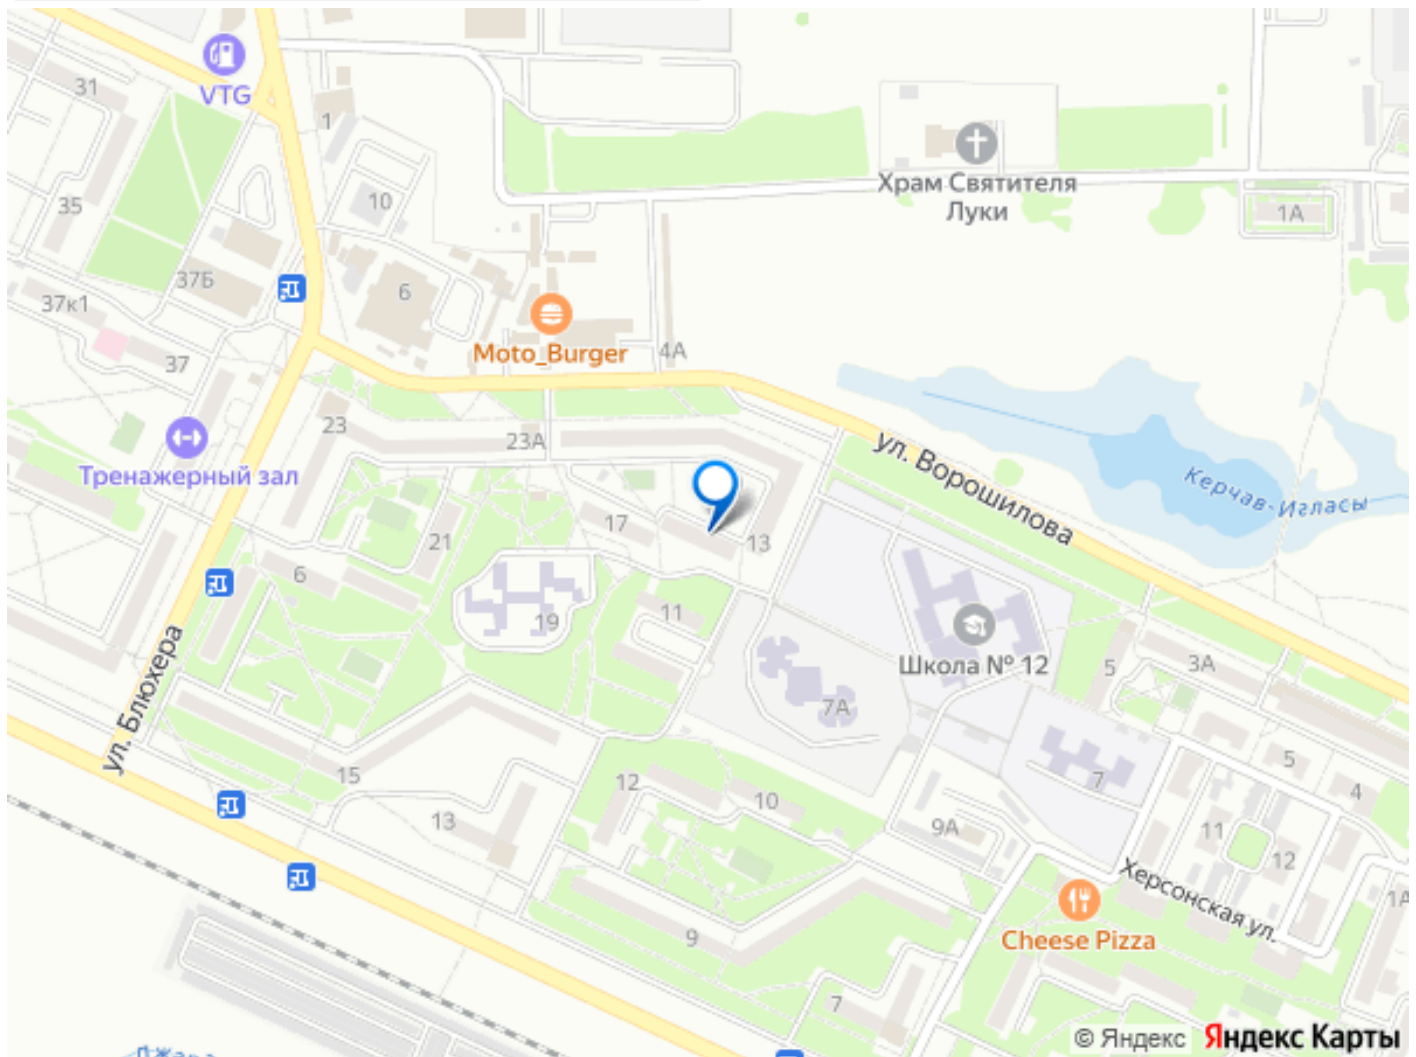 VTG
31
1
35
10
Храм Святителя
Луки
1А
37Б
37к1
6
37
Moto_Burger
4А
23
23А
ул. Ворошилова
Керчав-Игласы
Тренажерный зал
17
13
21
6
19
11
Школа № 12
5
3А
7А
ул. Блюхера
15
12
10
13
7
5
4
11
12
9А
Херсонская ул.
1А
Cheese Pizza
9
7
© Яндекс Яндекс Карты